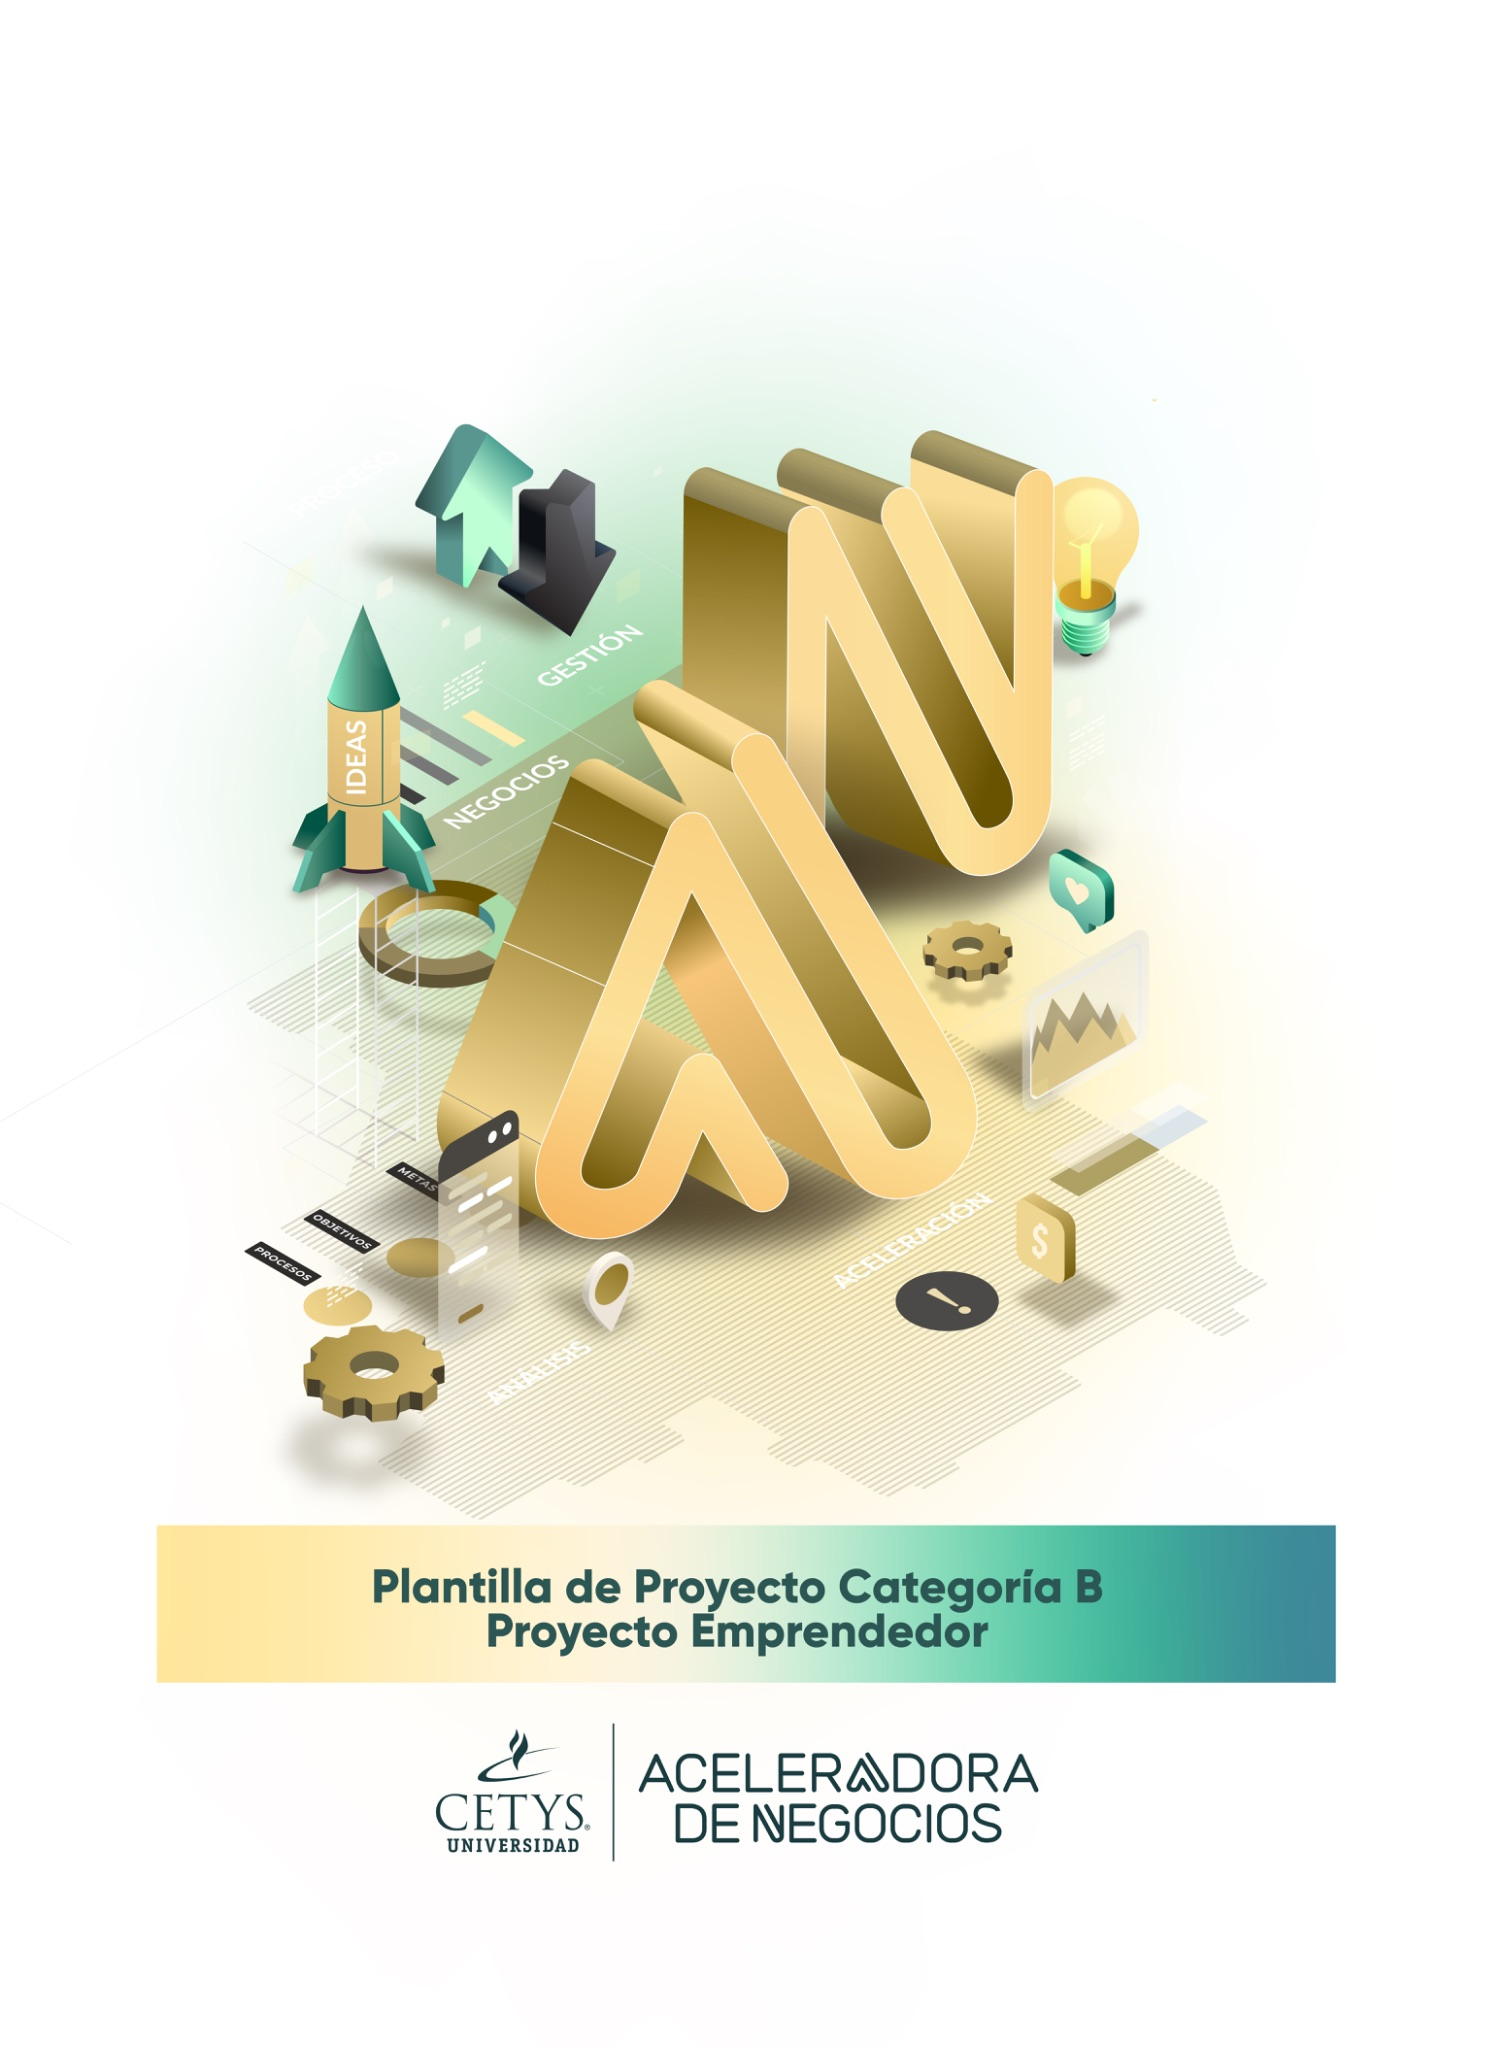 PROCESO
GESTIÓN
IDEAS
NEGOCIOS
METAS
OBJETIVOS
PROCESOS
ACELERACIÓN
$
!
ANÁLISIS
Plantilla de Proyecto Categoría B
Proyecto Emprendedor
CETYS®
UNIVERSIDAD
ACELERADORA
DE NEGOCIOS